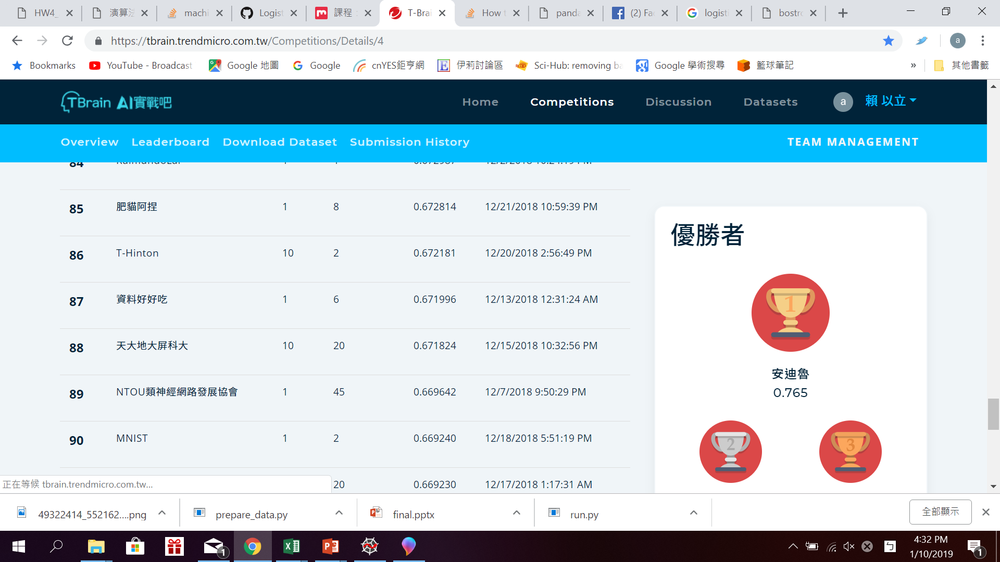 HW4_
演算法
machi
Logist
課程 :
T-Brai
How t
panda
(2) Fac
logisti
bostro
https://tbrain.trendmicro.com.tw/Competitions/Details/4
a
Bookmarks
YouTube - Broadcast
Google 地圖
Google
cnYES鉅亨網
伊莉討論區
Sci-Hub: removing ba
Google 學術搜尋
籃球筆記
»
其他書籤
TBrain AI實戰吧
Home
Competitions
Discussion
Datasets
a
賴 以立
Overview
Leaderboard
Download Dataset
Submission History
TEAM MANAGEMENT
84
85 肥貓阿捏 1 8 0.672814 12/21/2018 10:59:39 PM
86 T-Hinton 10 2 0.672181 12/20/2018 2:56:49 PM
87 資料好好吃 1 6 0.671996 12/13/2018 12:31:24 AM
88 天大地大屏科大 10 20 0.671824 12/15/2018 10:32:56 PM
89 NTOU類神經網路發展協會 1 45 0.669642 12/7/2018 9:50:29 PM
90 MNIST 1 2 0.669240 12/18/2018 5:51:19 PM
20 0.669230 12/17/2018 1:17:31 AM
優勝者
1
安迪魯
0.765
2
3
正在等候 tbrain.trendmicro.com.tw...
49322414_552162....png
prepare_data.py
final.pptx
run.py
全部顯示
1
4:32 PM
1/10/2019
1